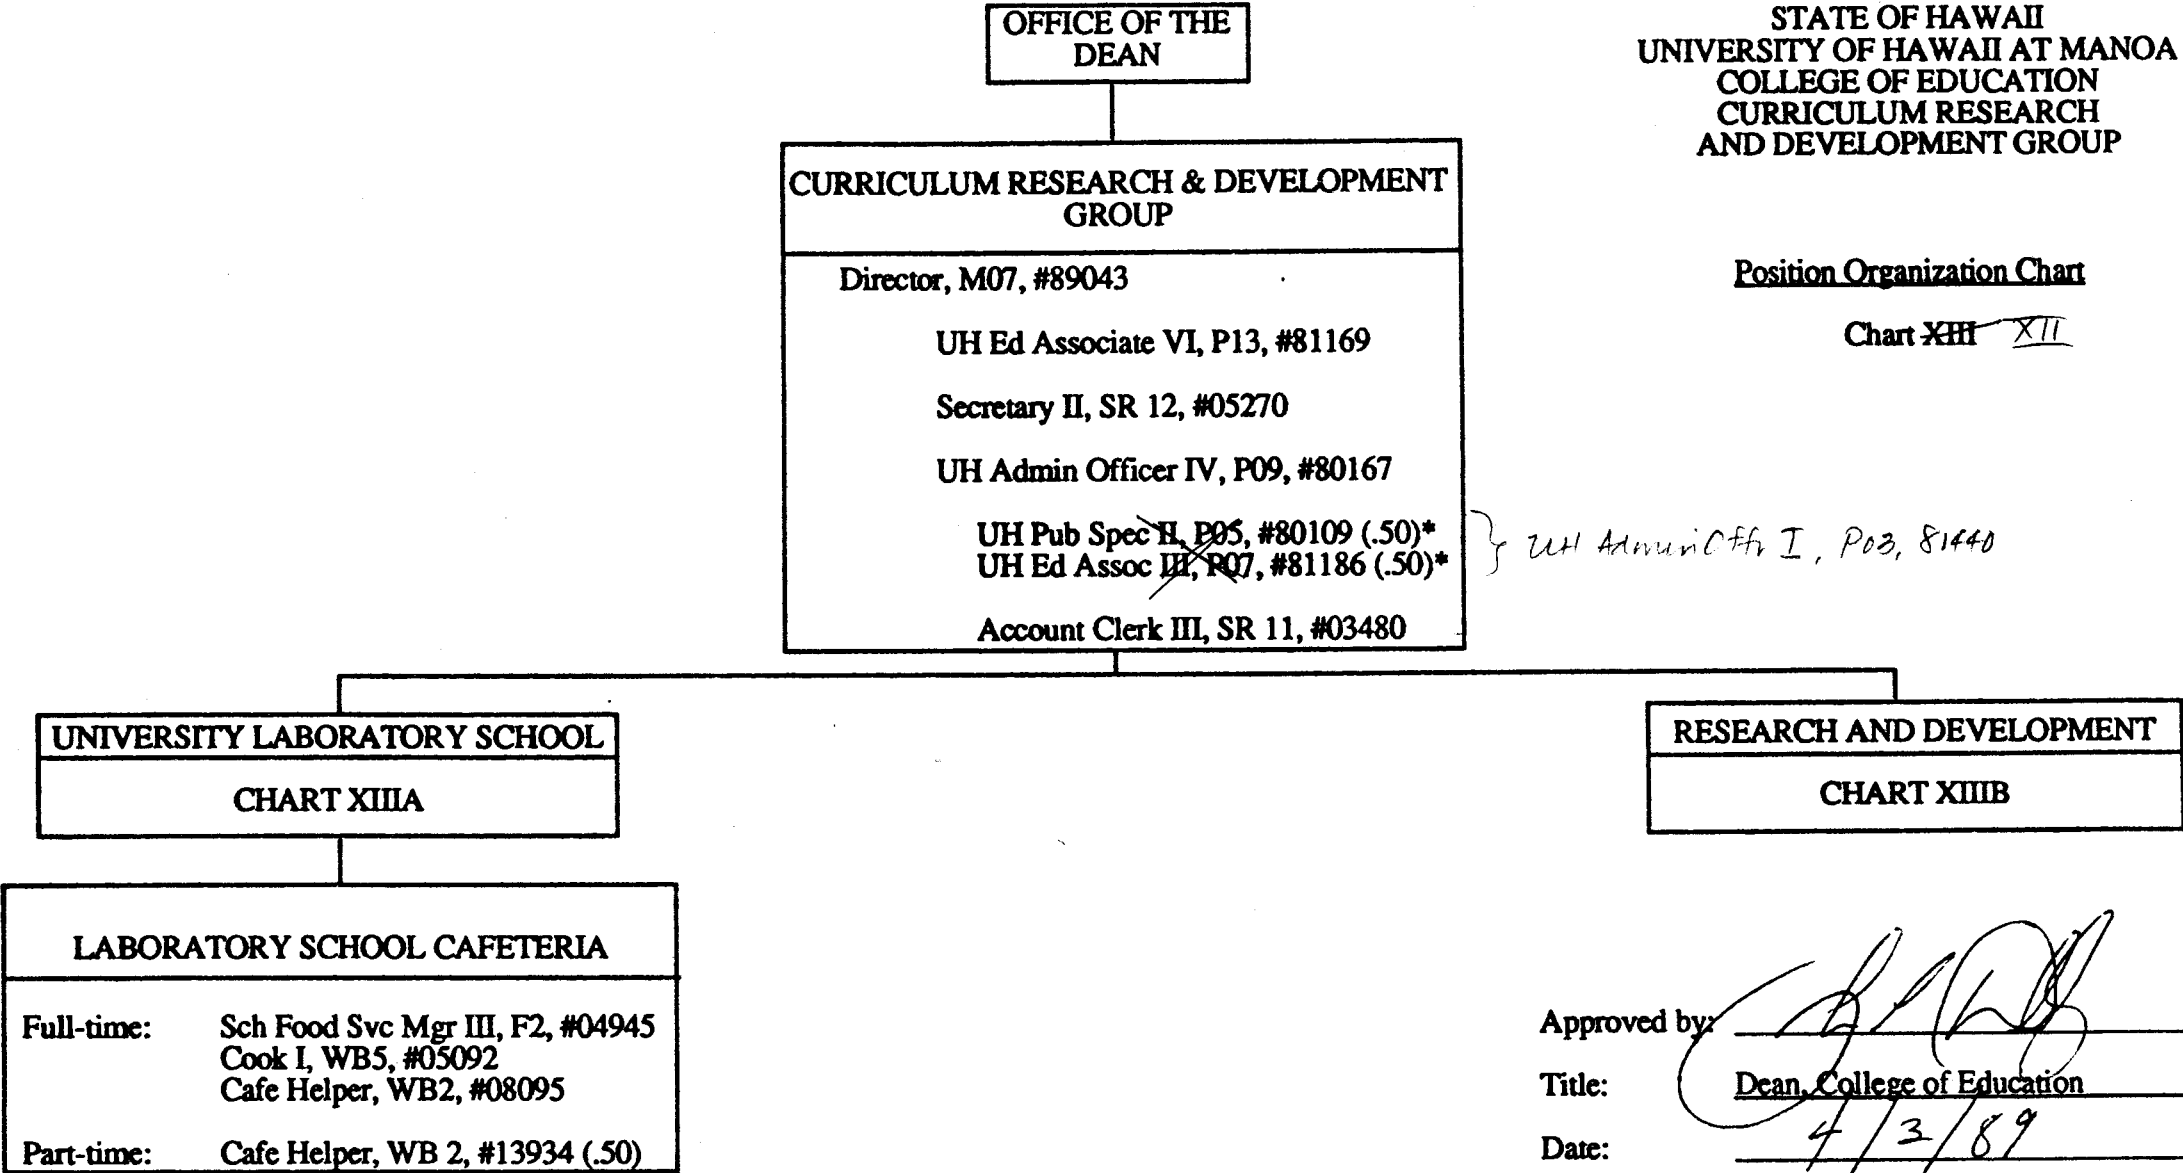 OFFICE OF THE
DEAN
STATE OF HAWAII
UNIVERSITY OF HAWAII AT MANOA
COLLEGE OF EDUCATION
CURRICULUM RESEARCH
AND DEVELOPMENT GROUP
Position Organization Chart
Chart XIII XII
CURRICULUM RESEARCH & DEVELOPMENT
GROUP
Director, M07, #89043
UH Ed Associate VI, P13, #81169
Secretary II, SR 12, #05270
UH Admin Officer IV, P09, #80167
UH Pub Spec II, P05, #80109 (.50)*
UH Ed Assoc III, P07, #81186 (.50)*
UH Admin Offr I, P03, 81440
Account Clerk III, SR 11, #03480
UNIVERSITY LABORATORY SCHOOL
CHART XIIIA
RESEARCH AND DEVELOPMENT
CHART XIIIB
LABORATORY SCHOOL CAFETERIA
Full-time: Sch Food Svc Mgr III, F2, #04945
Cook I, WB5, #05092
Cafe Helper, WB2, #08095
Part-time: Cafe Helper, WB 2, #13934 (.50)
Approved by:
Title: Dean, College of Education
Date: 4/3/89